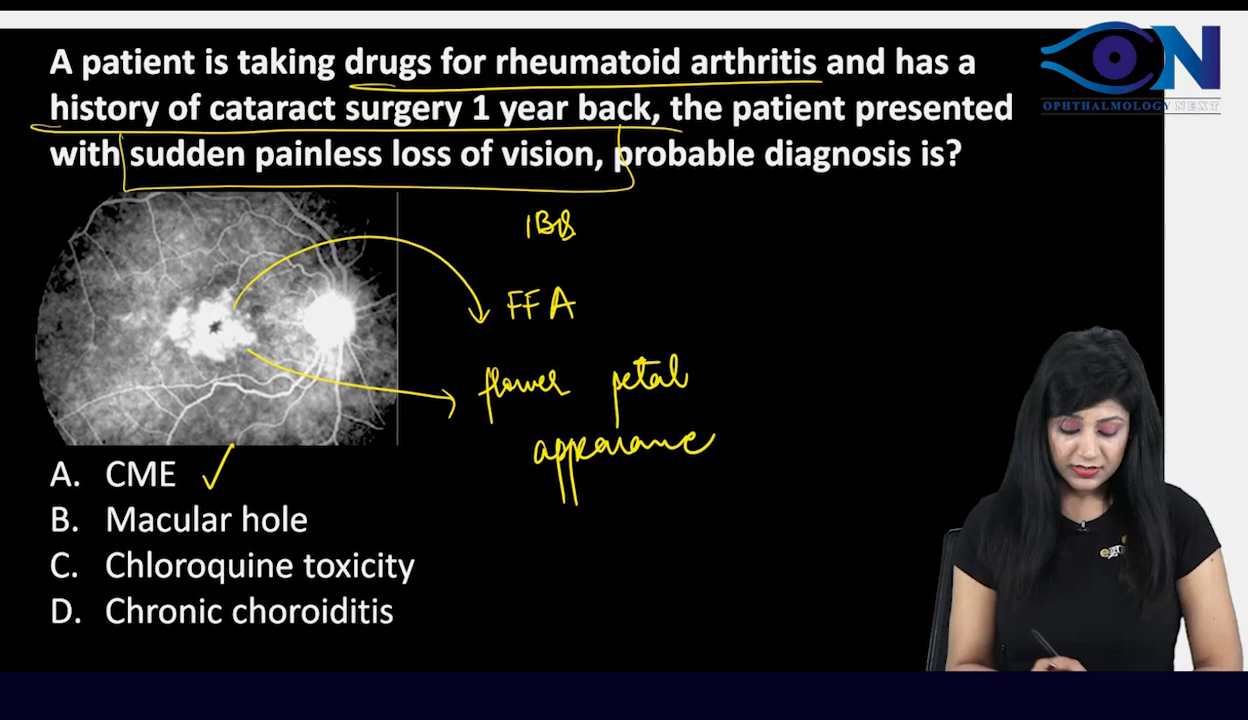 A patient is taking drugs for rheumatoid arthritis and has a
history of cataract surgery 1 year back, the patient presented
with sudden painless loss of vision, probable diagnosis is?
ON
OPHTHALMOLOGY NEXT
FFA
flower petal
appearance
A. CME ✓
B. Macular hole
C. Chloroquine toxicity
D. Chronic choroiditis